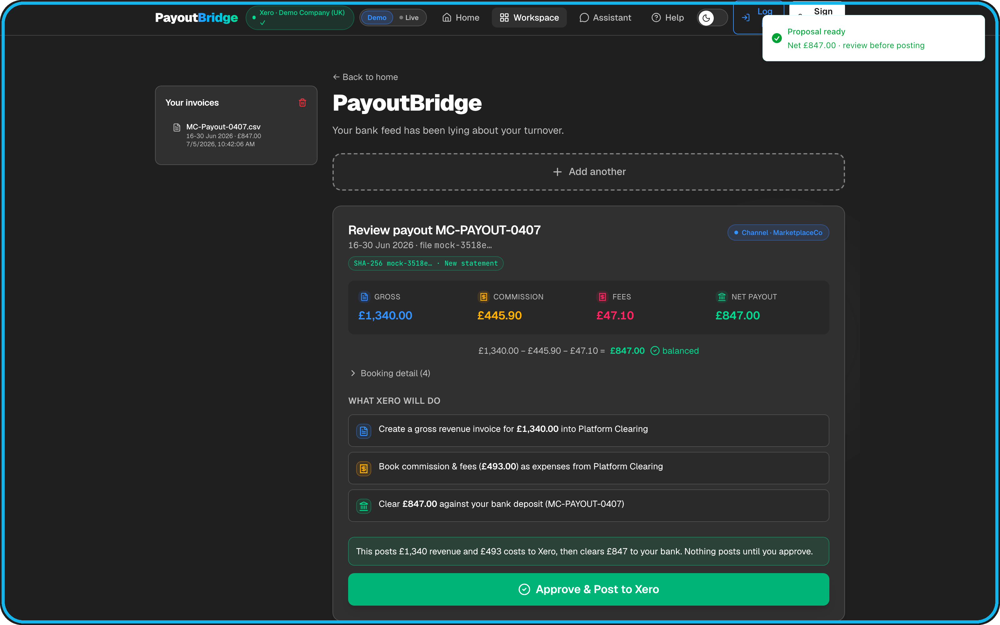 PayoutBridge
Xero · Demo Company (UK)
✓
Demo
Live
Home
Workspace
Assistant
Help
Log
Sign
Proposal ready
Net £847.00 · review before posting
Your invoices
MC-Payout-0407.csv
16-30 Jun 2026 · £847.00
7/5/2026, 10:42:06 AM
← Back to home
PayoutBridge
Your bank feed has been lying about your turnover.
+ Add another
Review payout MC-PAYOUT-0407
16-30 Jun 2026 · file mock-3518e…
Channel · MarketplaceCo
SHA-256 mock-3518e… · New statement
GROSS
£1,340.00
COMMISSION
£445.90
FEES
£47.10
NET PAYOUT
£847.00
£1,340.00 – £445.90 – £47.10 = £847.00 balanced
Booking detail (4)
WHAT XERO WILL DO
Create a gross revenue invoice for £1,340.00 into Platform Clearing
Book commission & fees (£493.00) as expenses from Platform Clearing
Clear £847.00 against your bank deposit (MC-PAYOUT-0407)
This posts £1,340 revenue and £493 costs to Xero, then clears £847 to your bank. Nothing posts until you approve.
Approve & Post to Xero